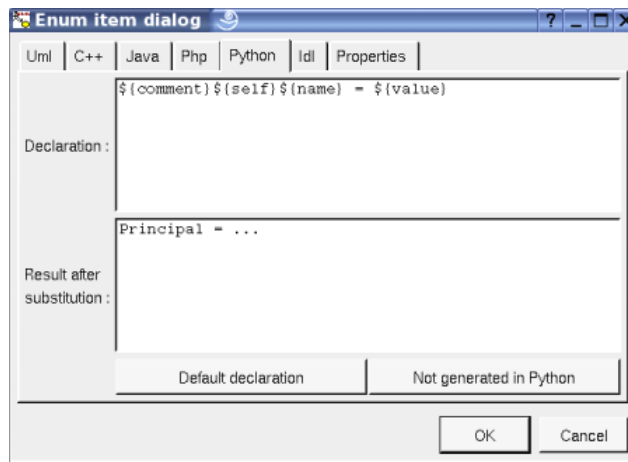 Enum item dialog
Uml C++ Java Php Python Idl Properties
Declaration :
${comment}${self}${name} = ${value}
Result after
substitution :
Principal = ...
Default declaration Not generated in Python
OK Cancel